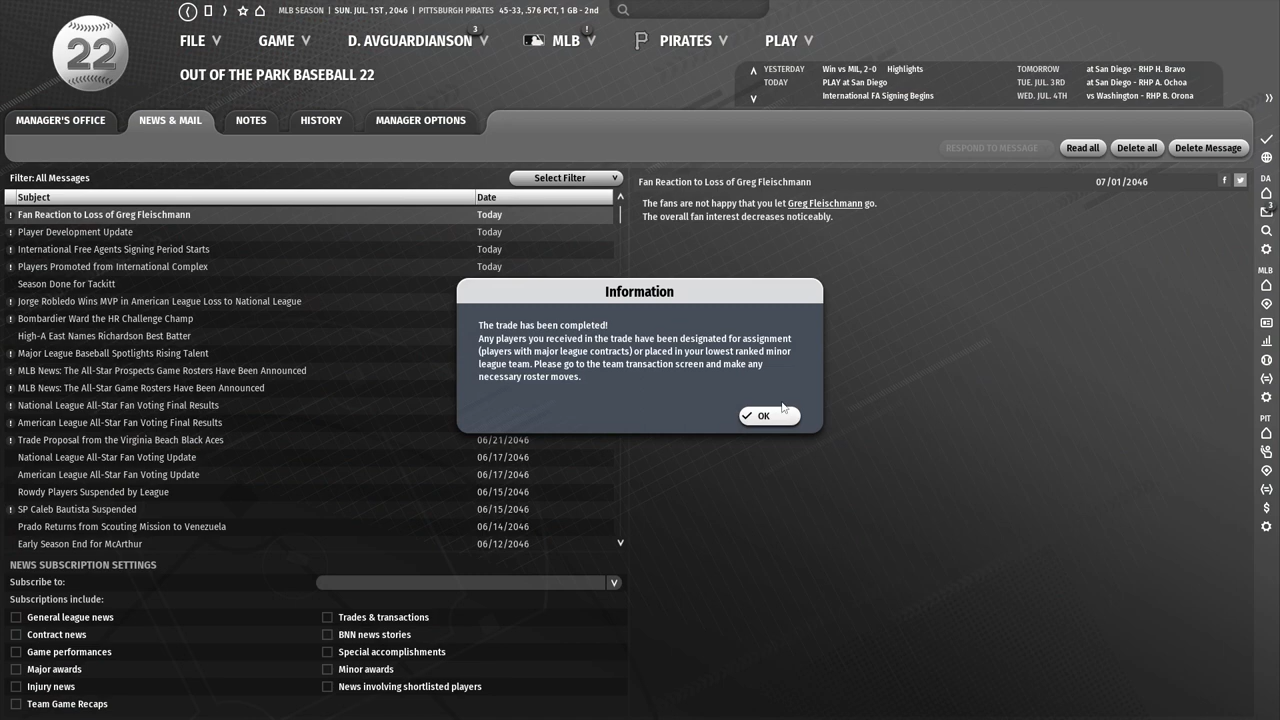 MLB SEASON | SUN. JUL. 1ST , 2046 | PITTSBURGH PIRATES 45-33, .576 PCT, 1 GB - 2nd
22
FILE GAME D. AVGUARDIANSON 3 MLB ! P PIRATES PLAY
OUT OF THE PARK BASEBALL 22
YESTERDAY Win vs MIL, 2-0 Highlights TOMORROW at San Diego - RHP H. Bravo
TODAY PLAY at San Diego TUE. JUL. 3RD at San Diego - RHP A. Ochoa
International FA Signing Begins WED. JUL. 4TH vs Washington - RHP B. Orona
MANAGER'S OFFICE NEWS & MAIL NOTES HISTORY MANAGER OPTIONS
RESPOND TO MESSAGE Read all Delete all Delete Message
Filter: All Messages Select Filter
Subject Date
Fan Reaction to Loss of Greg Fleischmann Today
Player Development Update Today
International Free Agents Signing Period Starts Today
Players Promoted from International Complex Today
Season Done for Tackitt
Jorge Robledo Wins MVP in American League Loss to National League
Bombardier Ward the HR Challenge Champ
High-A East Names Richardson Best Batter
Major League Baseball Spotlights Rising Talent
MLB News: The All-Star Prospects Game Rosters Have Been Announced
MLB News: The All-Star Game Rosters Have Been Announced
National League All-Star Fan Voting Final Results
American League All-Star Fan Voting Final Results
Trade Proposal from the Virginia Beach Black Aces 06/21/2046
National League All-Star Fan Voting Update 06/17/2046
American League All-Star Fan Voting Update 06/17/2046
Rowdy Players Suspended by League 06/15/2046
SP Caleb Bautista Suspended 06/15/2046
Prado Returns from Scouting Mission to Venezuela 06/14/2046
Early Season End for McArthur 06/12/2046
NEWS SUBSCRIPTION SETTINGS
Subscribe to:
Subscriptions include:
General league news Trades & transactions
Contract news BNN news stories
Game performances Special accomplishments
Major awards Minor awards
Injury news News involving shortlisted players
Team Game Recaps
Fan Reaction to Loss of Greg Fleischmann 07/01/2046
The fans are not happy that you let Greg Fleischmann go.
The overall fan interest decreases noticeably.
Information
The trade has been completed!
Any players you received in the trade have been designated for assignment
(players with major league contracts) or placed in your lowest ranked minor
league team. Please go to the team transaction screen and make any
necessary roster moves.
OK
DA
3
MLB
PIT